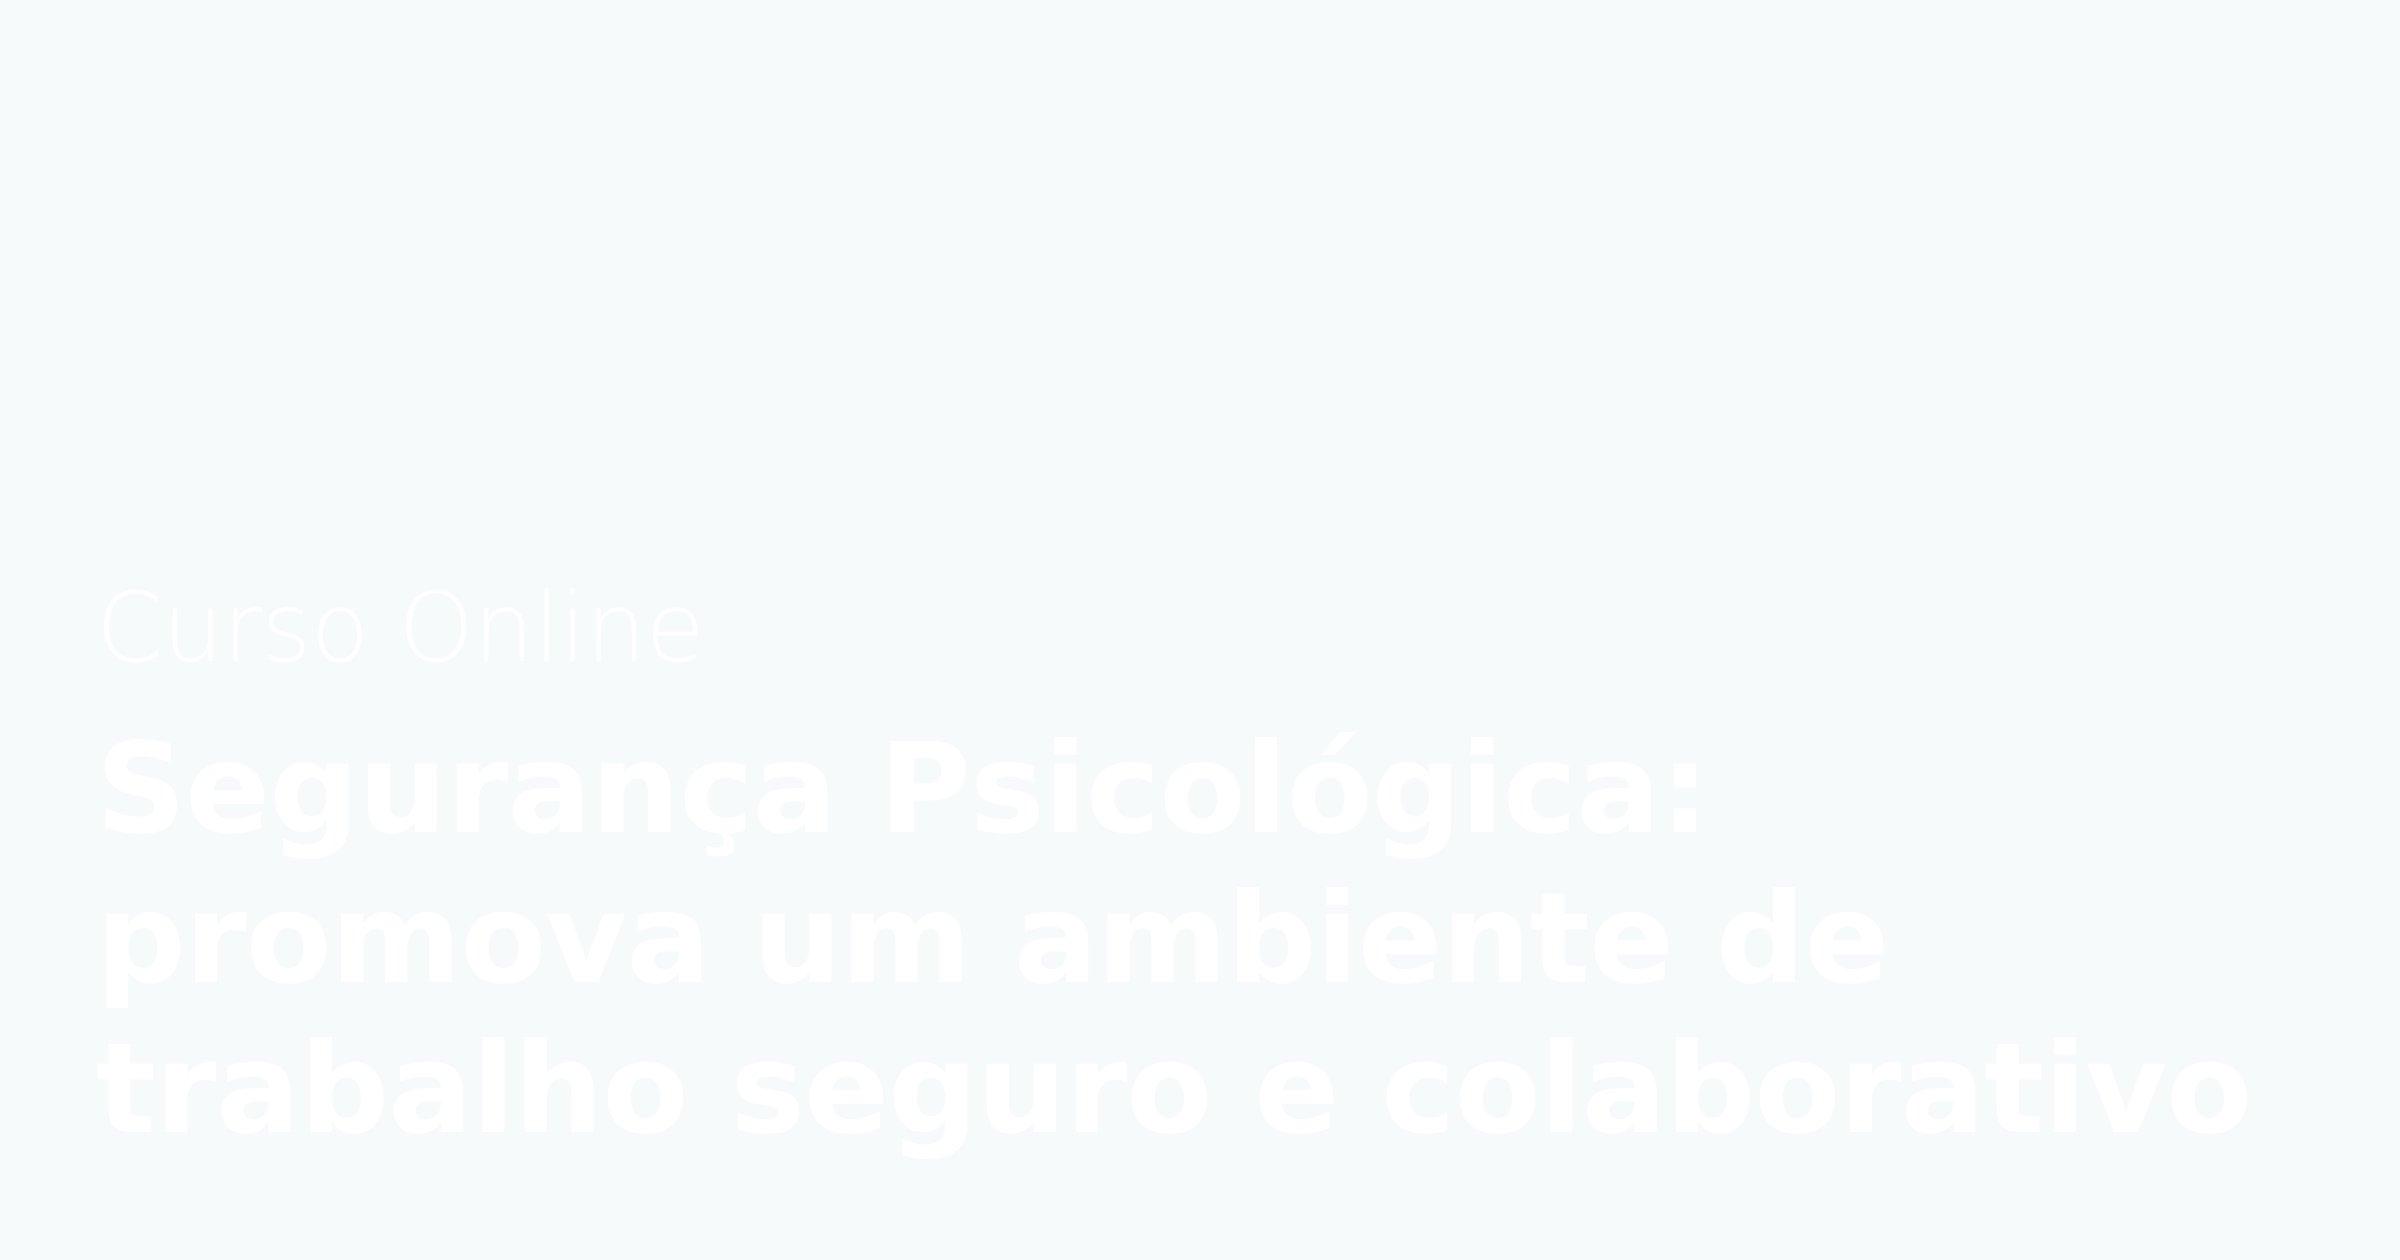 Curso Online
Segurança Psicológica:
promova um ambiente de
trabalho seguro e colaborativo